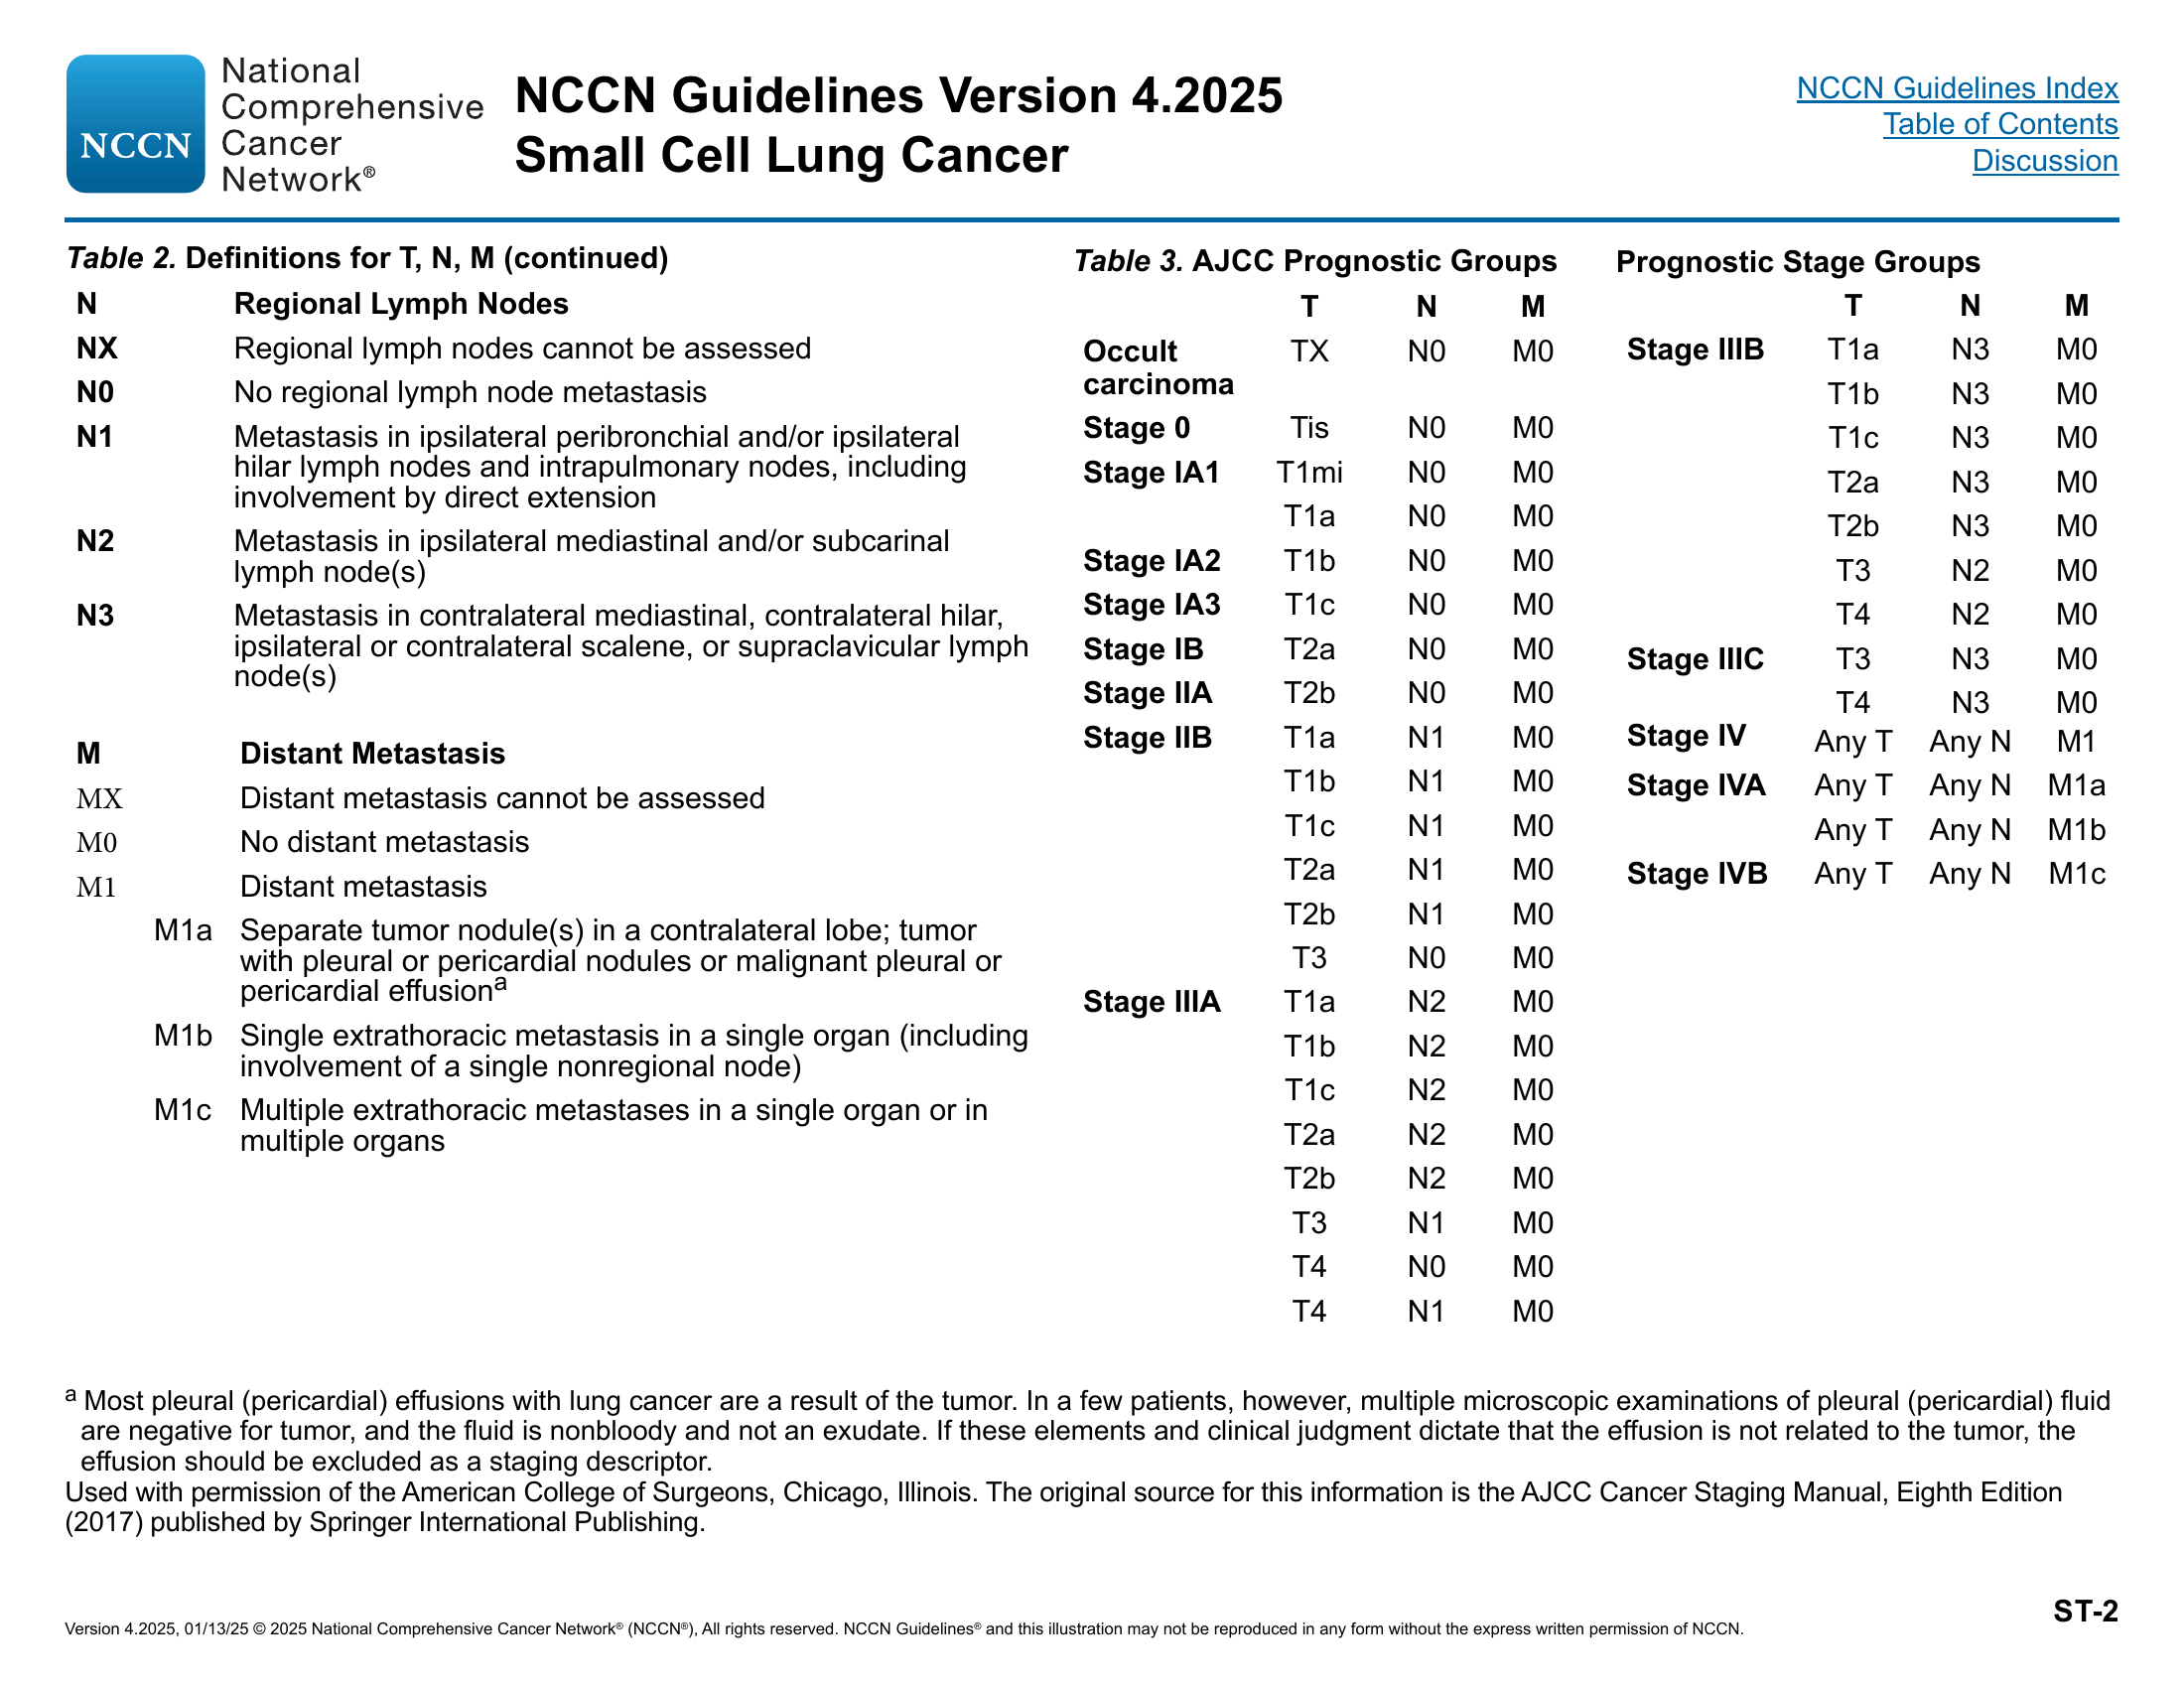 National
Comprehensive
Cancer
Network®
NCCN
NCCN Guidelines Version 4.2025
Small Cell Lung Cancer
NCCN Guidelines Index
Table of Contents
Discussion
Table 2. Definitions for T, N, M (continued)
N Regional Lymph Nodes
NX Regional lymph nodes cannot be assessed
N0 No regional lymph node metastasis
N1 Metastasis in ipsilateral peribronchial and/or ipsilateral
hilar lymph nodes and intrapulmonary nodes, including
involvement by direct extension
N2 Metastasis in ipsilateral mediastinal and/or subcarinal
lymph node(s)
N3 Metastasis in contralateral mediastinal, contralateral hilar,
ipsilateral or contralateral scalene, or supraclavicular lymph
node(s)
M Distant Metastasis
MX Distant metastasis cannot be assessed
M0 No distant metastasis
M1 Distant metastasis
M1a Separate tumor nodule(s) in a contralateral lobe; tumor
with pleural or pericardial nodules or malignant pleural or
pericardial effusionª
M1b Single extrathoracic metastasis in a single organ (including
involvement of a single nonregional node)
M1c Multiple extrathoracic metastases in a single organ or in
multiple organs
Table 3. AJCC Prognostic Groups
T N M
Occult TX N0 M0
carcinoma
Stage 0 Tis N0 M0
Stage IA1 T1mi N0 M0
T1a N0 M0
Stage IA2 T1b N0 M0
Stage IA3 T1c N0 M0
Stage IB T2a N0 M0
Stage IIA T2b N0 M0
Stage IIB T1a N1 M0
T1b N1 M0
T1c N1 M0
T2a N1 M0
T2b N1 M0
T3 N0 M0
Stage IIIA T1a N2 M0
T1b N2 M0
T1c N2 M0
T2a N2 M0
T2b N2 M0
T3 N1 M0
T4 N0 M0
T4 N1 M0
Prognostic Stage Groups
T N M
Stage IIIB T1a N3 M0
T1b N3 M0
T1c N3 M0
T2a N3 M0
T2b N3 M0
T3 N2 M0
T4 N2 M0
Stage IIIC T3 N3 M0
T4 N3 M0
Stage IV Any T Any N M1
Stage IVA Any T Any N M1a
Any T Any N M1b
Stage IVB Any T Any N M1c
ª Most pleural (pericardial) effusions with lung cancer are a result of the tumor. In a few patients, however, multiple microscopic examinations of pleural (pericardial) fluid
are negative for tumor, and the fluid is nonbloody and not an exudate. If these elements and clinical judgment dictate that the effusion is not related to the tumor, the
effusion should be excluded as a staging descriptor.
Used with permission of the American College of Surgeons, Chicago, Illinois. The original source for this information is the AJCC Cancer Staging Manual, Eighth Edition
(2017) published by Springer International Publishing.
ST-2
Version 4.2025, 01/13/25 © 2025 National Comprehensive Cancer Network® (NCCN®), All rights reserved. NCCN Guidelines® and this illustration may not be reproduced in any form without the express written permission of NCCN.